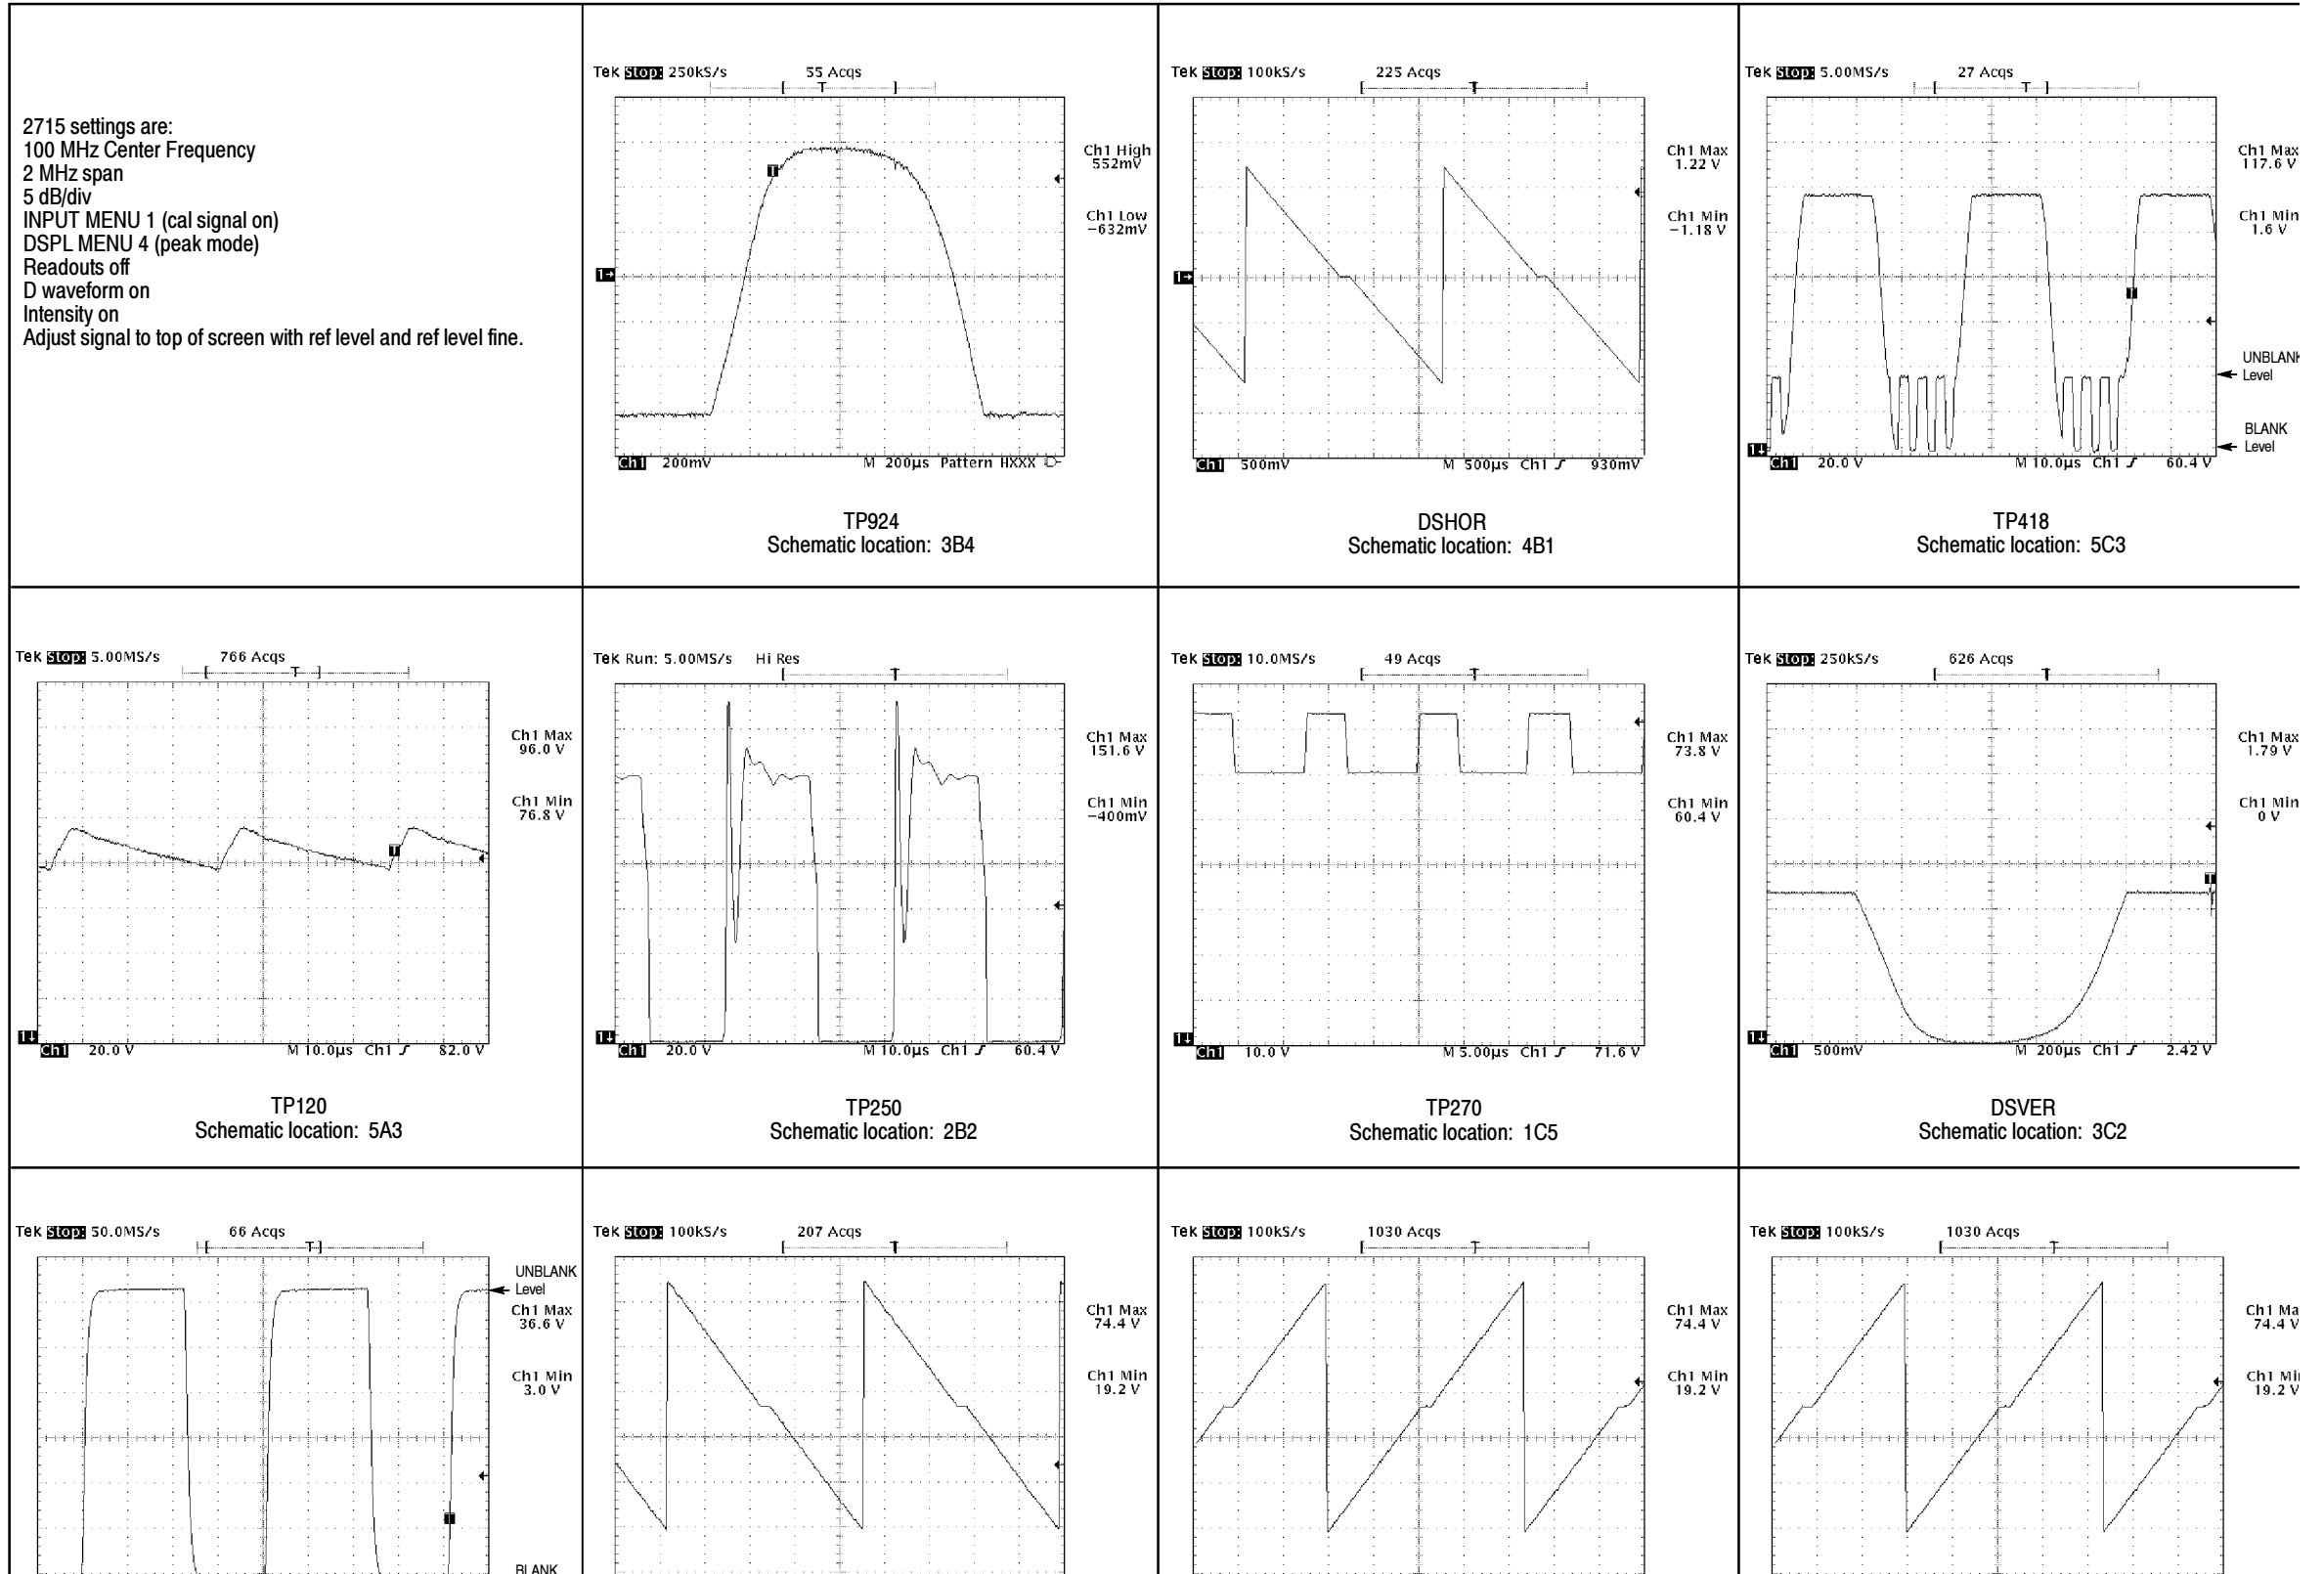 2715 settings are:
100 MHz Center Frequency
2 MHz span
5 dB/div
INPUT MENU 1 (cal signal on)
DSPL MENU 4 (peak mode)
Readouts off
D waveform on
Intensity on
Adjust signal to top of screen with ref level and ref level fine.
Tek Stop: 250kS/s 55 Acqs
Ch1 High
552mV
Ch1 Low
-632mV
Ch1 200mV M 200µs Pattern HXXX
TP924
Schematic location: 3B4
Tek Stop: 100kS/s 225 Acqs
Ch1 Max
1.22 V
Ch1 Min
-1.18 V
Ch1 500mV M 500µs Ch1 930mV
DSHOR
Schematic location: 4B1
Tek Stop: 5.00MS/s 27 Acqs
Ch1 Max
117.6 V
Ch1 Min
1.6 V
UNBLANK
Level
BLANK
Level
Ch1 20.0 V M 10.0µs Ch1 60.4 V
TP418
Schematic location: 5C3
Tek Stop: 5.00MS/s 766 Acqs
Ch1 Max
96.0 V
Ch1 Min
76.8 V
Ch1 20.0 V M 10.0µs Ch1 82.0 V
TP120
Schematic location: 5A3
Tek Run: 5.00MS/s Hi Res
Ch1 Max
151.6 V
Ch1 Min
-400mV
Ch1 20.0 V M 10.0µs Ch1 60.4 V
TP250
Schematic location: 2B2
Tek Stop: 10.0MS/s 49 Acqs
Ch1 Max
73.8 V
Ch1 Min
60.4 V
Ch1 10.0 V M 5.00µs Ch1 71.6 V
TP270
Schematic location: 1C5
Tek Stop: 250kS/s 626 Acqs
Ch1 Max
1.79 V
Ch1 Min
0 V
Ch1 500mV M 200µs Ch1 2.42 V
DSVER
Schematic location: 3C2
Tek Stop: 50.0MS/s 66 Acqs
UNBLANK
Level
Ch1 Max
36.6 V
Ch1 Min
3.0 V
BLANK
Tek Stop: 100kS/s 207 Acqs
Ch1 Max
74.4 V
Ch1 Min
19.2 V
Tek Stop: 100kS/s 1030 Acqs
Ch1 Max
74.4 V
Ch1 Min
19.2 V
Tek Stop: 100kS/s 1030 Acqs
Ch1 Ma
74.4 V
Ch1 Mi
19.2 V